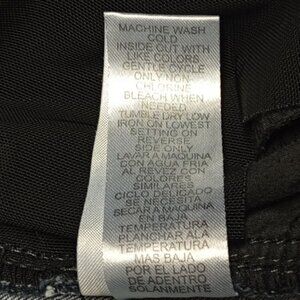 MACHINE WASH
COLD
INSIDE OUT WITH
LIKE COLORS
GENTLE CYCLE
ONLY NON-
CHLORINE
BLEACH WHEN
NEEDED
TUMBLE DRY LOW
IRON ON LOWEST
SETTING ON
REVERSE
SIDE ONLY
LAVAR A MAQUINA
CON AGUA FRIA
AL REVEZ CON
COLORES
SIMILARES
CICLO DELICADO
SE NECESITA
SECAR A MAQUINA
EN BAJA
TEMPERATURA
PLANCHAR A LA
TEMPERATURA
MAS BAJA
POR EL LADO
DE ADENTRO
SOLANMENTE